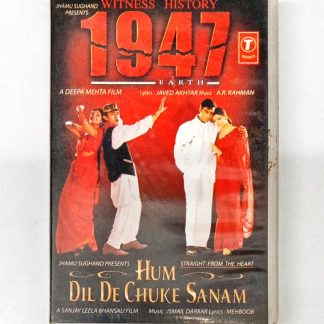 WITNESS HISTORY
JHAMU SUGHAND
PRESENTS
1947
EARTH
T
A DEEPA MEHTA FILM Lyrics : JAVED AKHTAR Music : A.R. RAHMAN
JHAMU SUGHAND PRESENTS STRAIGHT FROM THE HEART
HUM
DIL DE CHUKE SANAM
A SANJAY LEELA BHANSALI FILM Music : ISMAIL DARBAR Lyrics : MEHBOOB